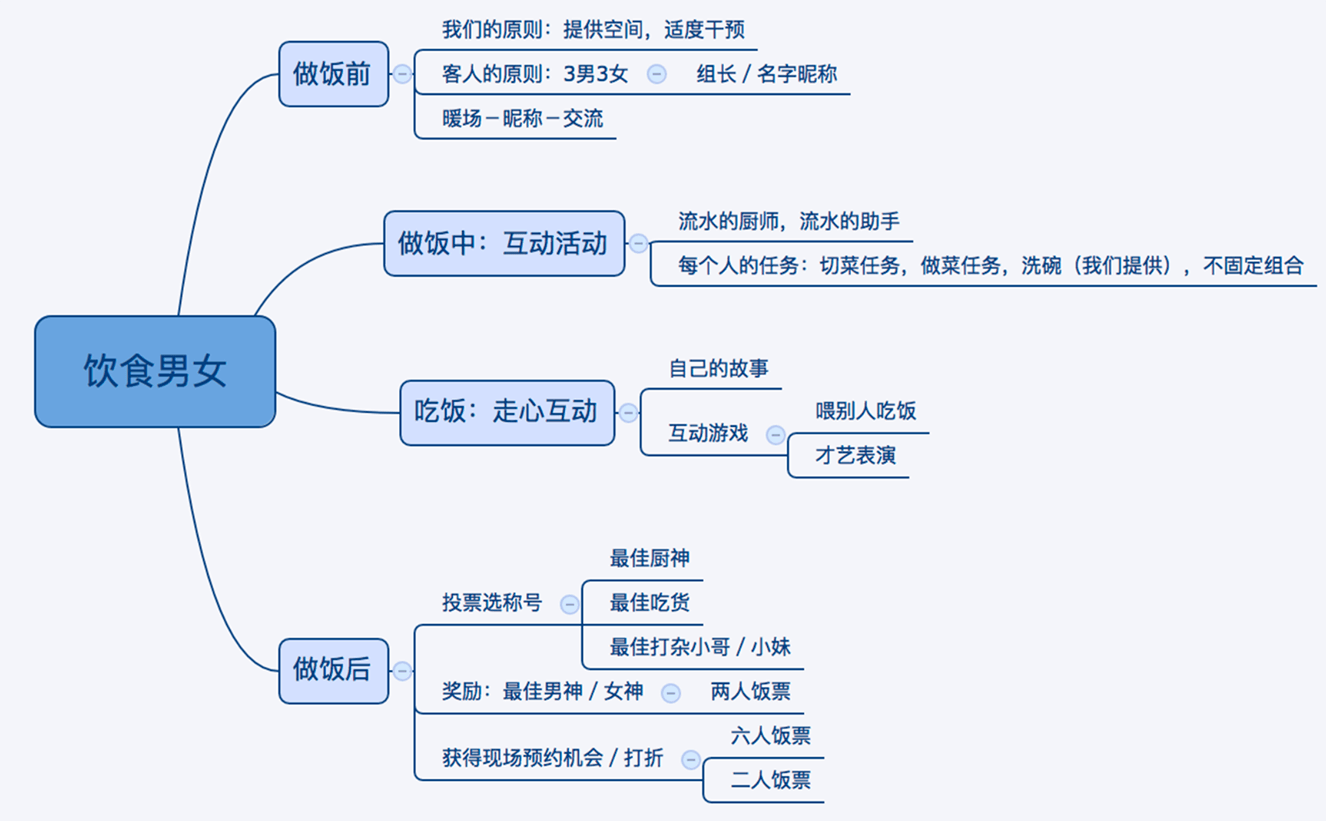 饮食男女
做饭前
我们的原则：提供空间，适度干预
客人的原则：3男3女
组长 / 名字昵称
暖场－昵称－交流
做饭中：互动活动
流水的厨师，流水的助手
每个人的任务：切菜任务，做菜任务，洗碗（我们提供），不固定组合
吃饭：走心互动
自己的故事
互动游戏
喂别人吃饭
才艺表演
做饭后
投票选称号
最佳厨神
最佳吃货
最佳打杂小哥 / 小妹
奖励：最佳男神 / 女神
两人饭票
获得现场预约机会 / 打折
六人饭票
二人饭票